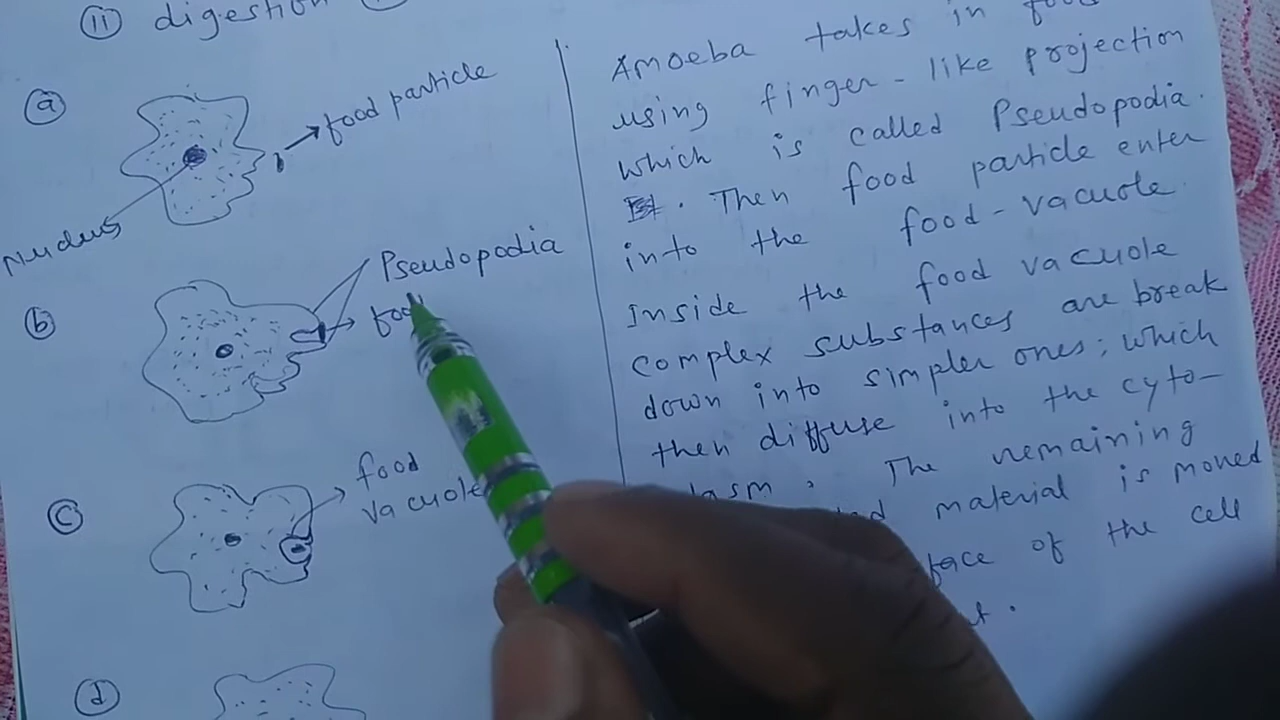 (ii) digestion
(a)
food particle
Nucleus
(b)
Pseudopodia
(c)
food
vacuole
(d)
Amoeba takes in food
using finger-like projection
which is called Pseudopodia.
. Then food particle enter
into the food-vacuole.
Inside the food vacuole
complex substances are break
down into simpler ones; which
then diffuse into the cyto-
. The remaining
material is moved
of the cell